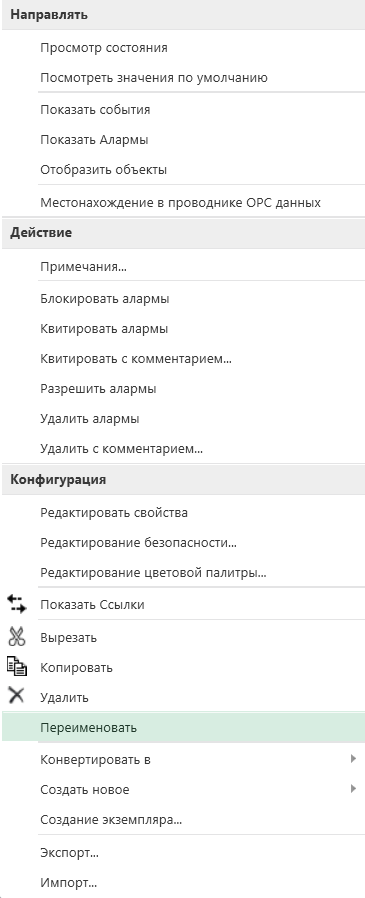 Направлять
Просмотр состояния
Посмотреть значения по умолчанию
Показать события
Показать Алармы
Отобразить объекты
Местонахождение в проводнике OPC данных
Действие
Примечания...
Блокировать алармы
Квитировать алармы
Квитировать с комментарием...
Разрешить алармы
Удалить алармы
Удалить с комментарием...
Конфигурация
Редактировать свойства
Редактирование безопасности...
Редактирование цветовой палитры...
Показать Ссылки
Вырезать
Копировать
Удалить
Переименовать
Конвертировать в
Создать новое
Создание экземпляра...
Экспорт...
Импорт...